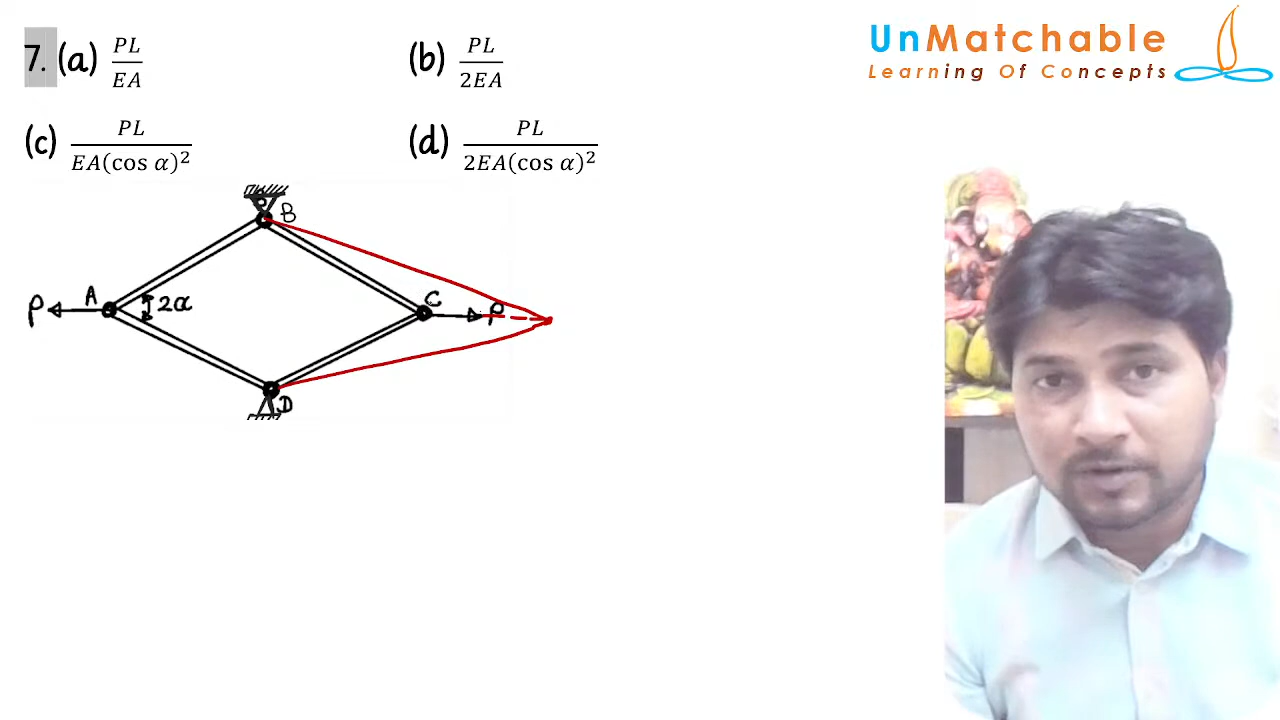 UnMatchable
Learning Of Concepts
7. (a) PL/EA (b) PL/2EA
(c) PL/EA(cos α)² (d) PL/2EA(cos α)²
B
P A 2α C P
D